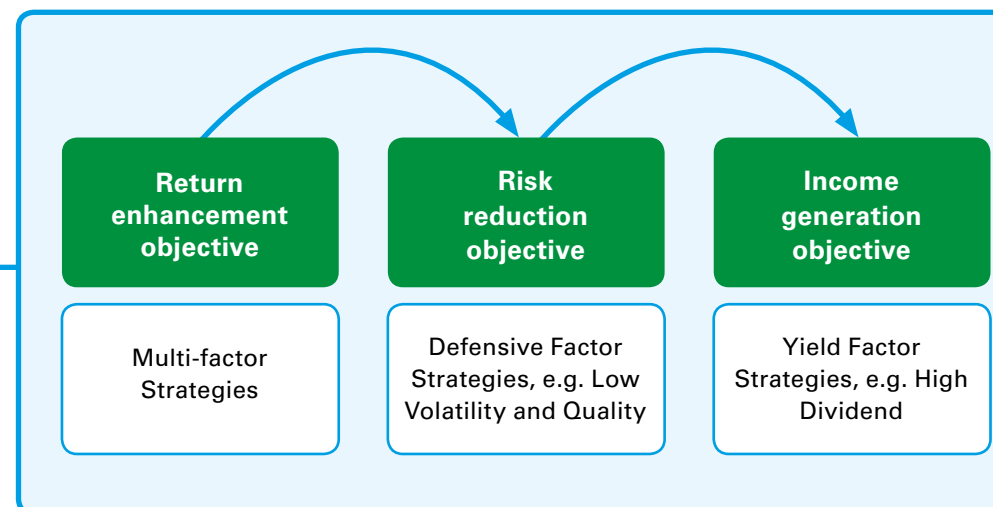 Return
enhancement
objective
Multi-factor
Strategies
Risk
reduction
objective
Defensive Factor
Strategies, e.g. Low
Volatility and Quality
Income
generation
objective
Yield Factor
Strategies, e.g. High
Dividend